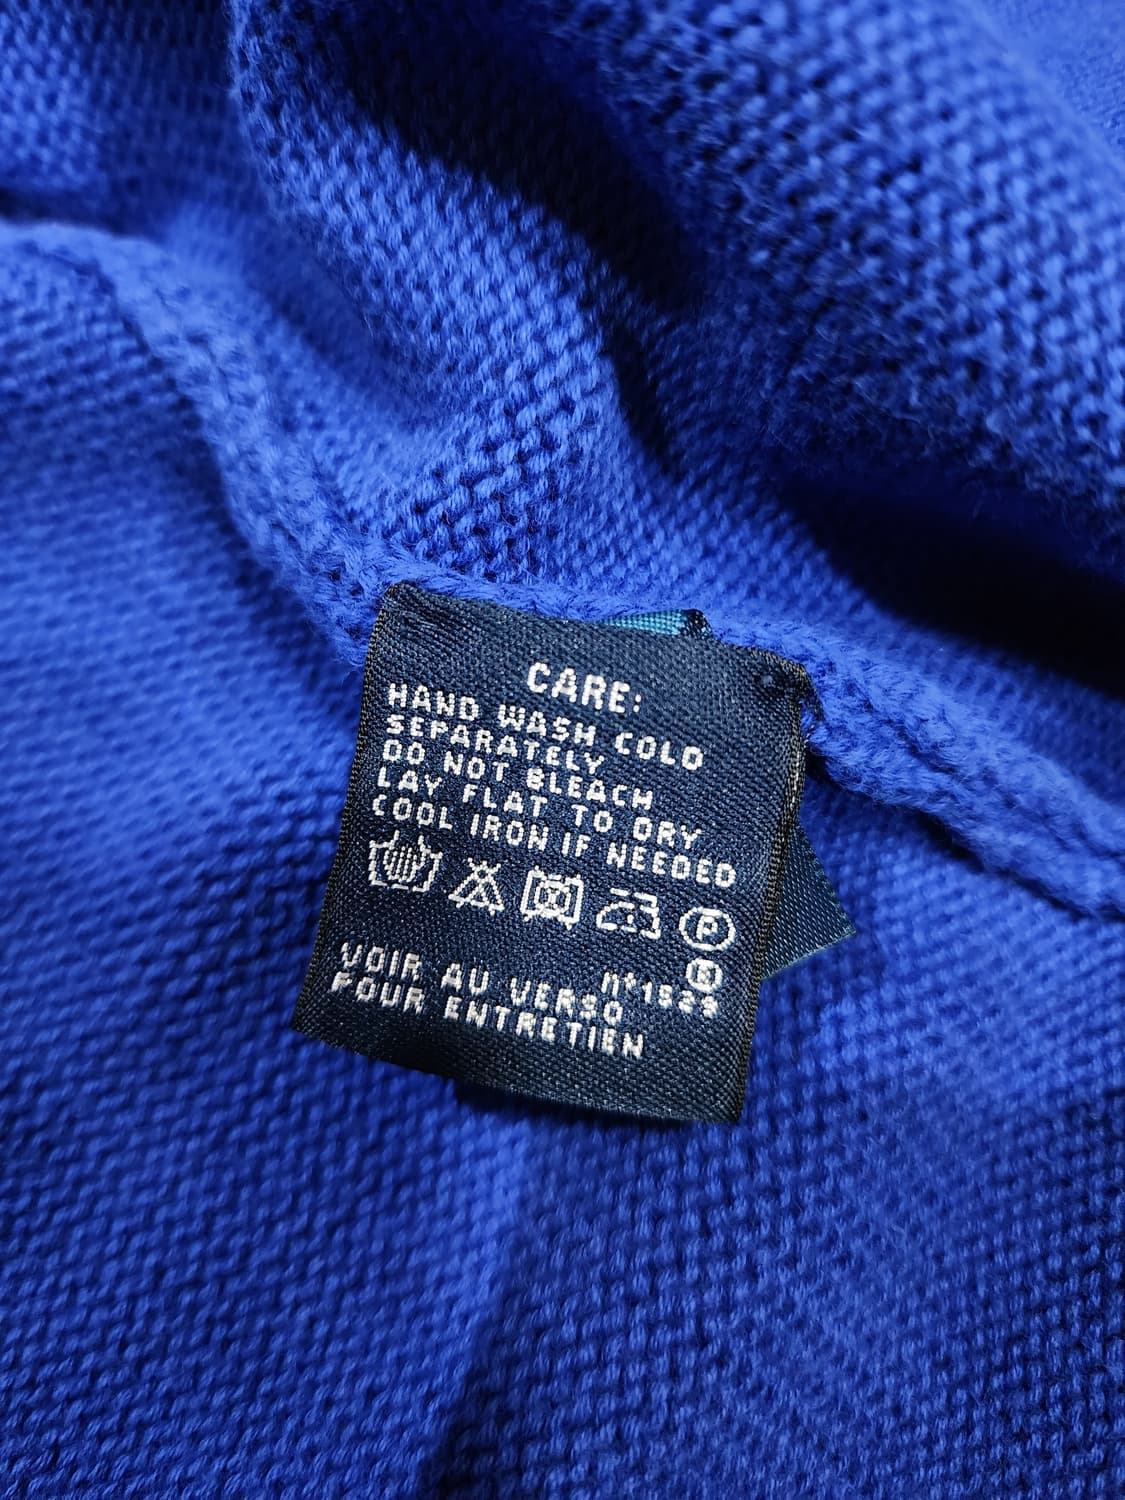 CARE:
HAND WASH COLD
SEPARATELY
DO NOT BLEACH
LAY FLAT TO DRY
COOL IRON IF NEEDED
P
VOIR AU VERSO
POUR ENTRETIEN